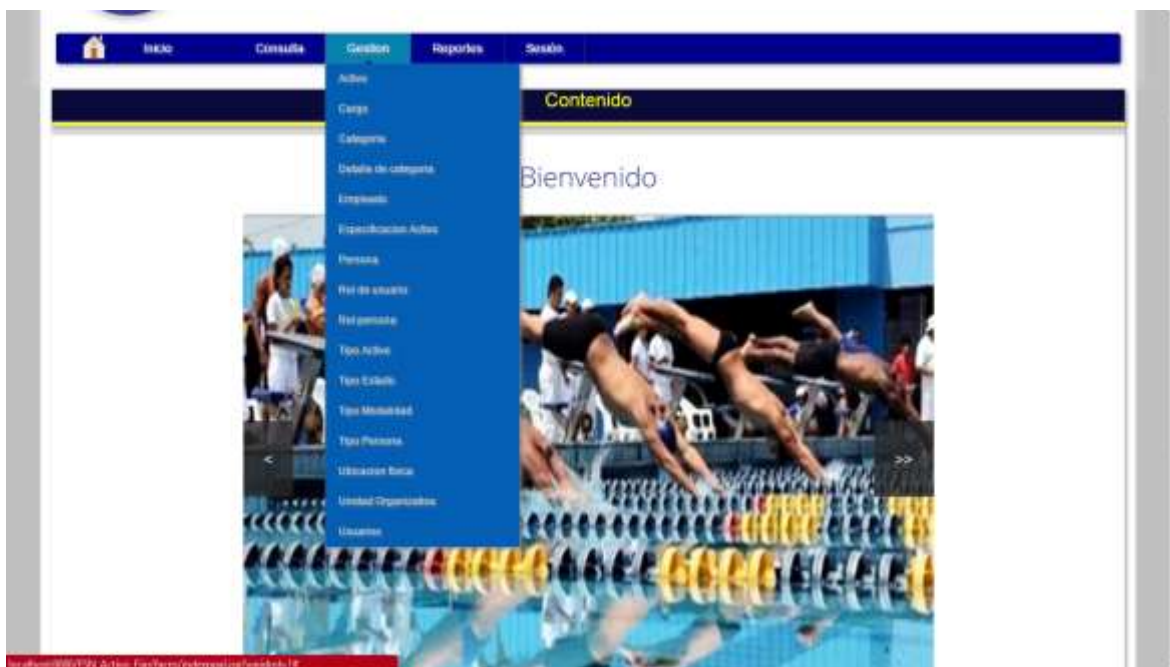 Inicio
Consulta
Gestion
Reportes
Sesión
Activo
Cargo
Categoria
Detalle de categoria
Empleado
Especificacion Activo
Persona
Rol de usuario
Rol persona
Tipo Activo
Tipo Estado
Tipo Modalidad
Tipo Persona
Ubicacion fisica
Unidad Organizativa
Usuarios
Contenido
Bienvenido
<
>>